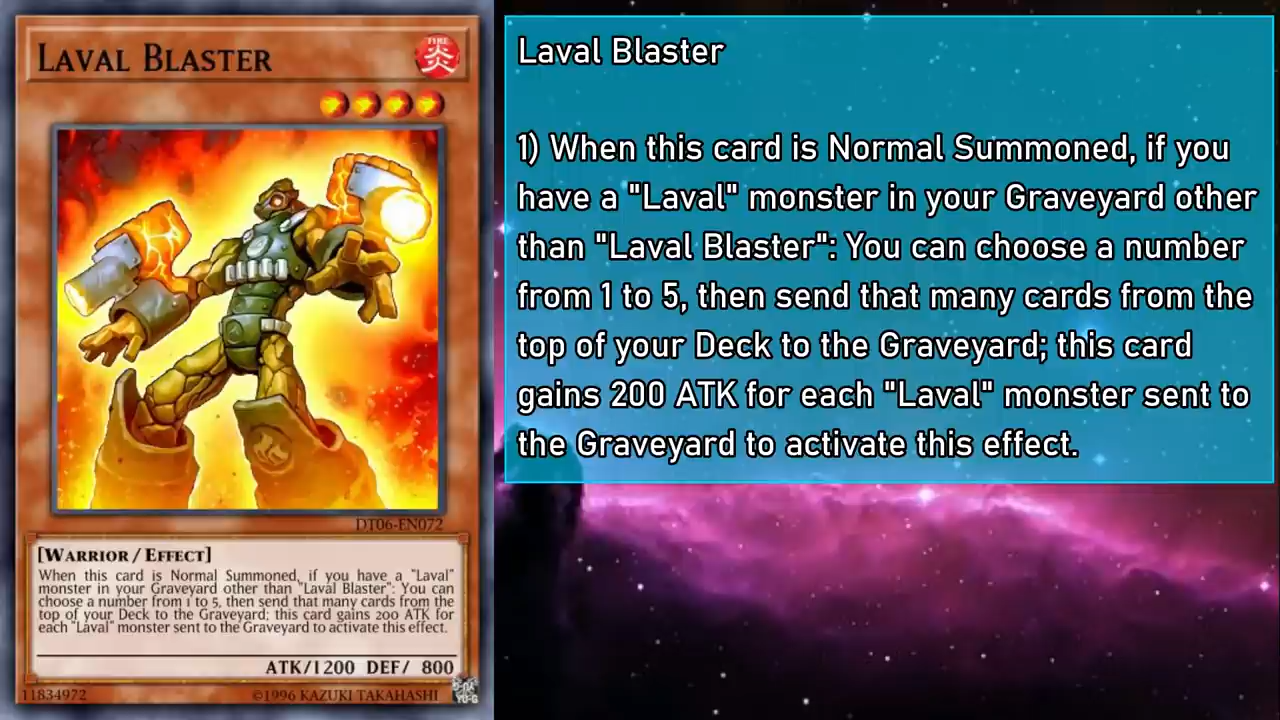 LAVAL BLASTER
FIRE
炎
DT06-EN072
[WARRIOR / EFFECT]
When this card is Normal Summoned, if you have a "Laval"
monster in your Graveyard other than "Laval Blaster": You can
choose a number from 1 to 5, then send that many cards from the
top of your Deck to the Graveyard; this card gains 200 ATK for
each "Laval" monster sent to the Graveyard to activate this effect.
ATK/1200 DEF/ 800
11834972
©1996 KAZUKI TAKAHASHI
Laval Blaster
1) When this card is Normal Summoned, if you
have a "Laval" monster in your Graveyard other
than "Laval Blaster": You can choose a number
from 1 to 5, then send that many cards from the
top of your Deck to the Graveyard; this card
gains 200 ATK for each "Laval" monster sent to
the Graveyard to activate this effect.